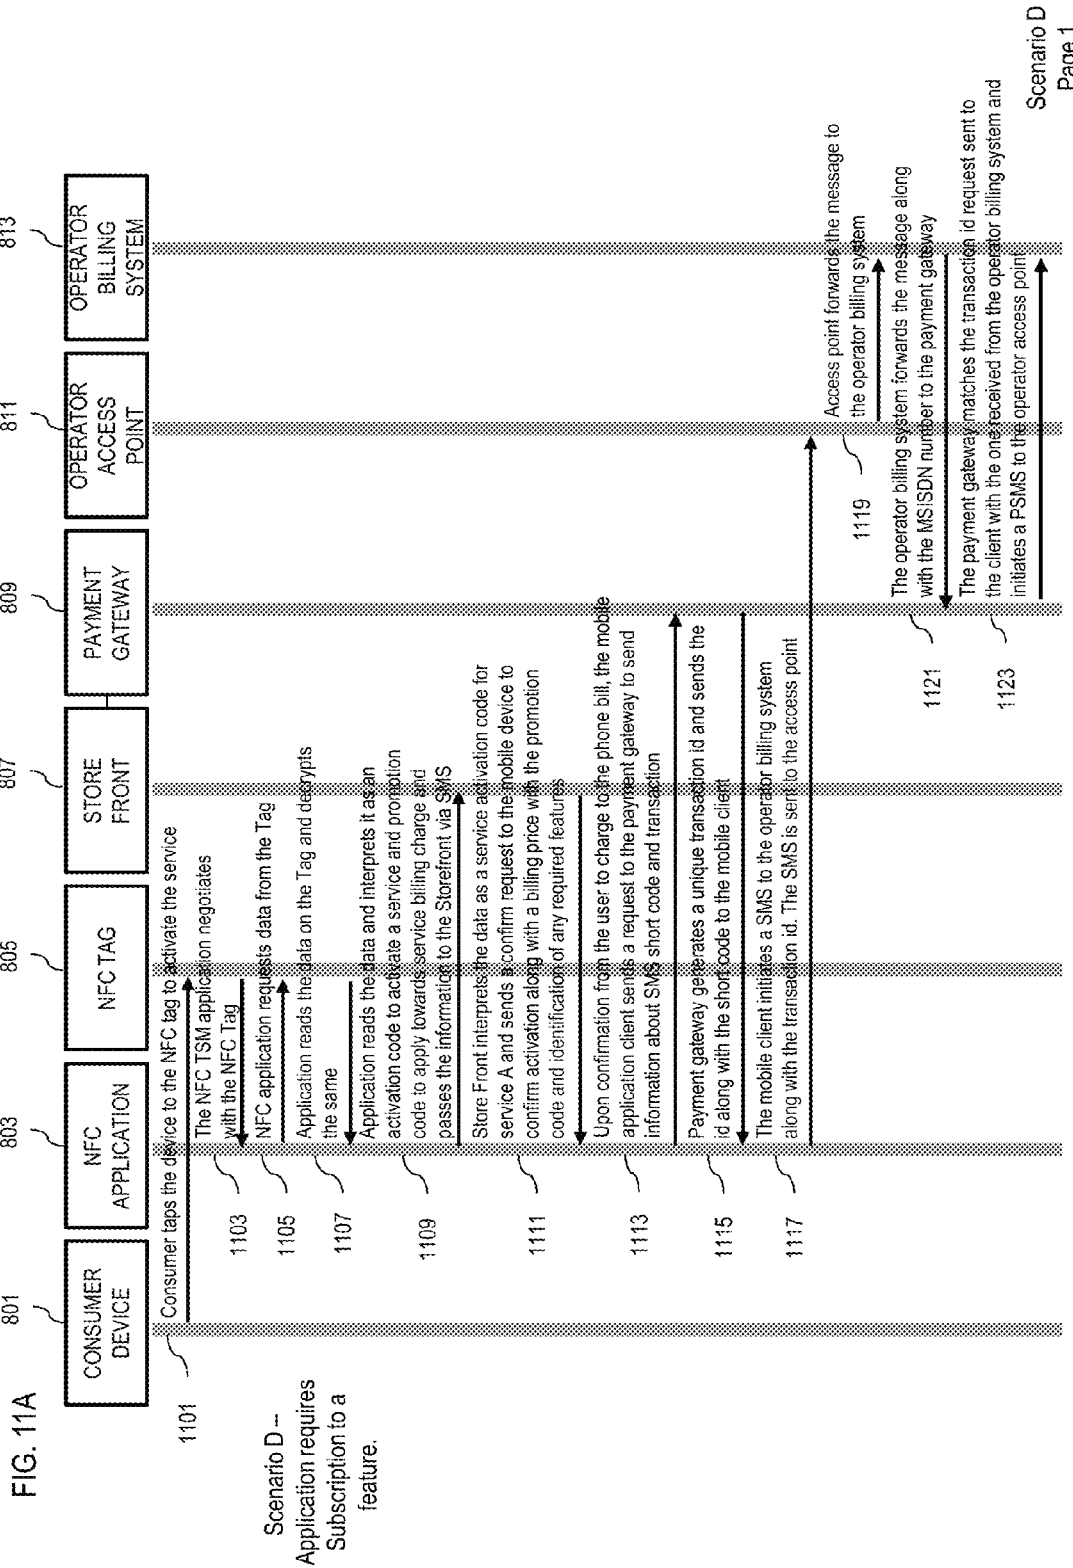 FIG. 11A
801
803
805
807
809
811
813
CONSUMER
DEVICE
NFC
APPLICATION
NFC TAG
STORE
FRONT
PAYMENT
GATEWAY
OPERATOR
ACCESS
POINT
OPERATOR
BILLING
SYSTEM
Scenario D --
Application requires
Subscription to a
feature.
1101
Consumer taps the device to the NFC tag to activate the service
1103
The NFC TSM application negotiates
with the NFC Tag
1105
NFC application requests data from the Tag
1107
Application reads the data on the Tag and decrypts
the same
1109
Application reads the data and interprets it as an
activation code to activate a service and promotion
code to apply towards service billing charge and
passes the information to the Storefront via SMS
1111
Store Front interprets the data as a service activation code for
service A and sends a confirm request to the mobile device to
confirm activation along with a billing price with the promotion
code and identification of any required features
1113
Upon confirmation from the user to charge to the phone bill, the mobile
application client sends a request to the payment gateway to send
information about SMS short code and transaction
1115
Payment gateway generates a unique transaction id and sends the
id along with the short code to the mobile client
1117
The mobile client initiates a SMS to the operator billing system
along with the transaction id. The SMS is sent to the access point
1119
Access point forwards the message to
the operator billing system
1121
The operator billing system forwards the message along
with the MSISDN number to the payment gateway
1123
The payment gateway matches the transaction id request sent to
the client with the one received from the operator billing system and
initiates a PSMS to the operator access point
Scenario D
Page 1